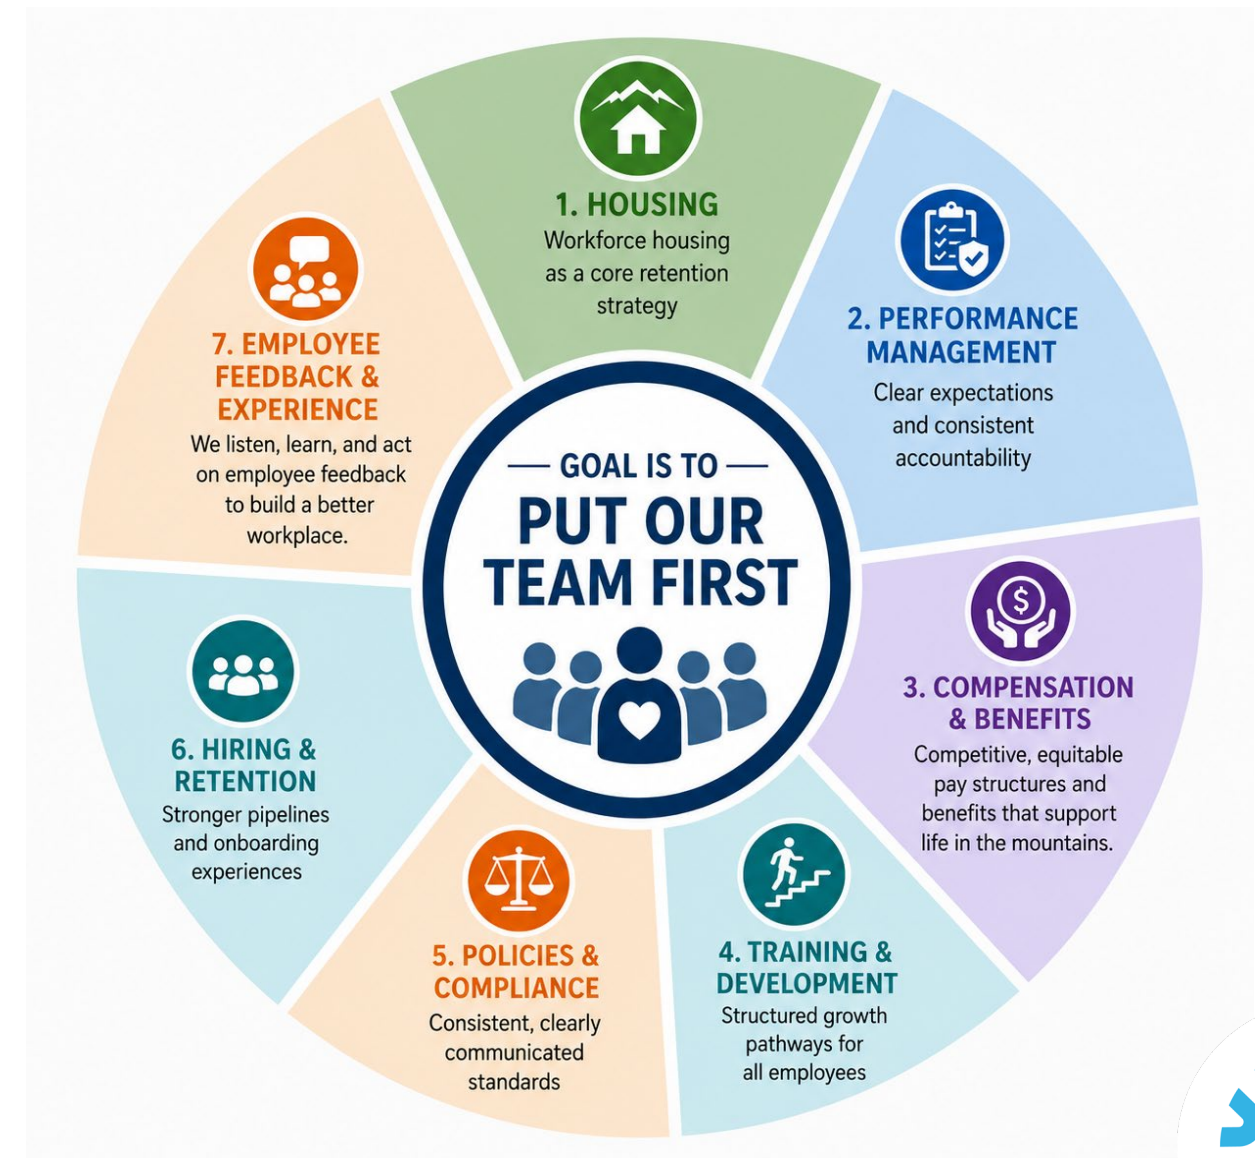 1. HOUSING
Workforce housing
as a core retention
strategy
2. PERFORMANCE
MANAGEMENT
Clear expectations
and consistent
accountability
3. COMPENSATION
& BENEFITS
Competitive, equitable
pay structures and
benefits that support
life in the mountains.
4. TRAINING &
DEVELOPMENT
Structured growth
pathways for
all employees
5. POLICIES &
COMPLIANCE
Consistent, clearly
communicated
standards
6. HIRING &
RETENTION
Stronger pipelines
and onboarding
experiences
7. EMPLOYEE
FEEDBACK &
EXPERIENCE
We listen, learn, and act
on employee feedback
to build a better
workplace.
GOAL IS TO
PUT OUR
TEAM FIRST
$